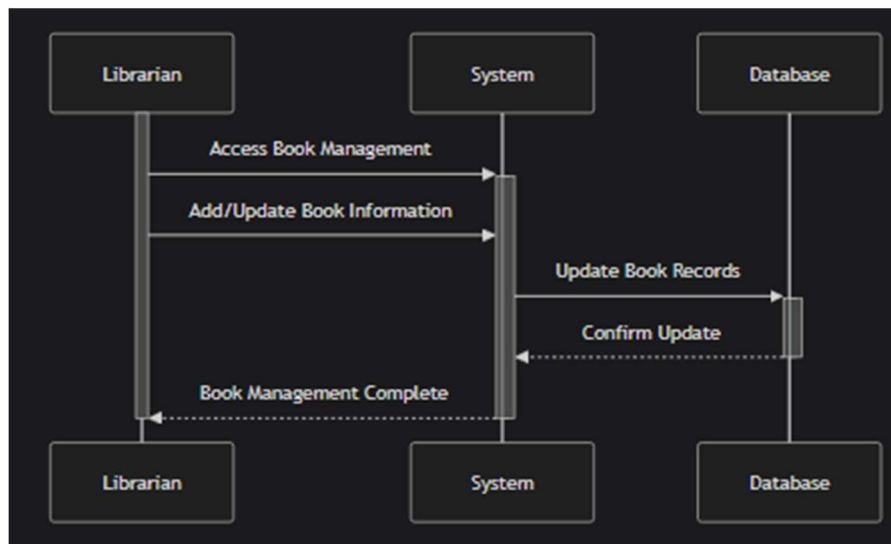 Librarian
System
Database
Access Book Management
Add/Update Book Information
Update Book Records
Confirm Update
Book Management Complete
Librarian
System
Database